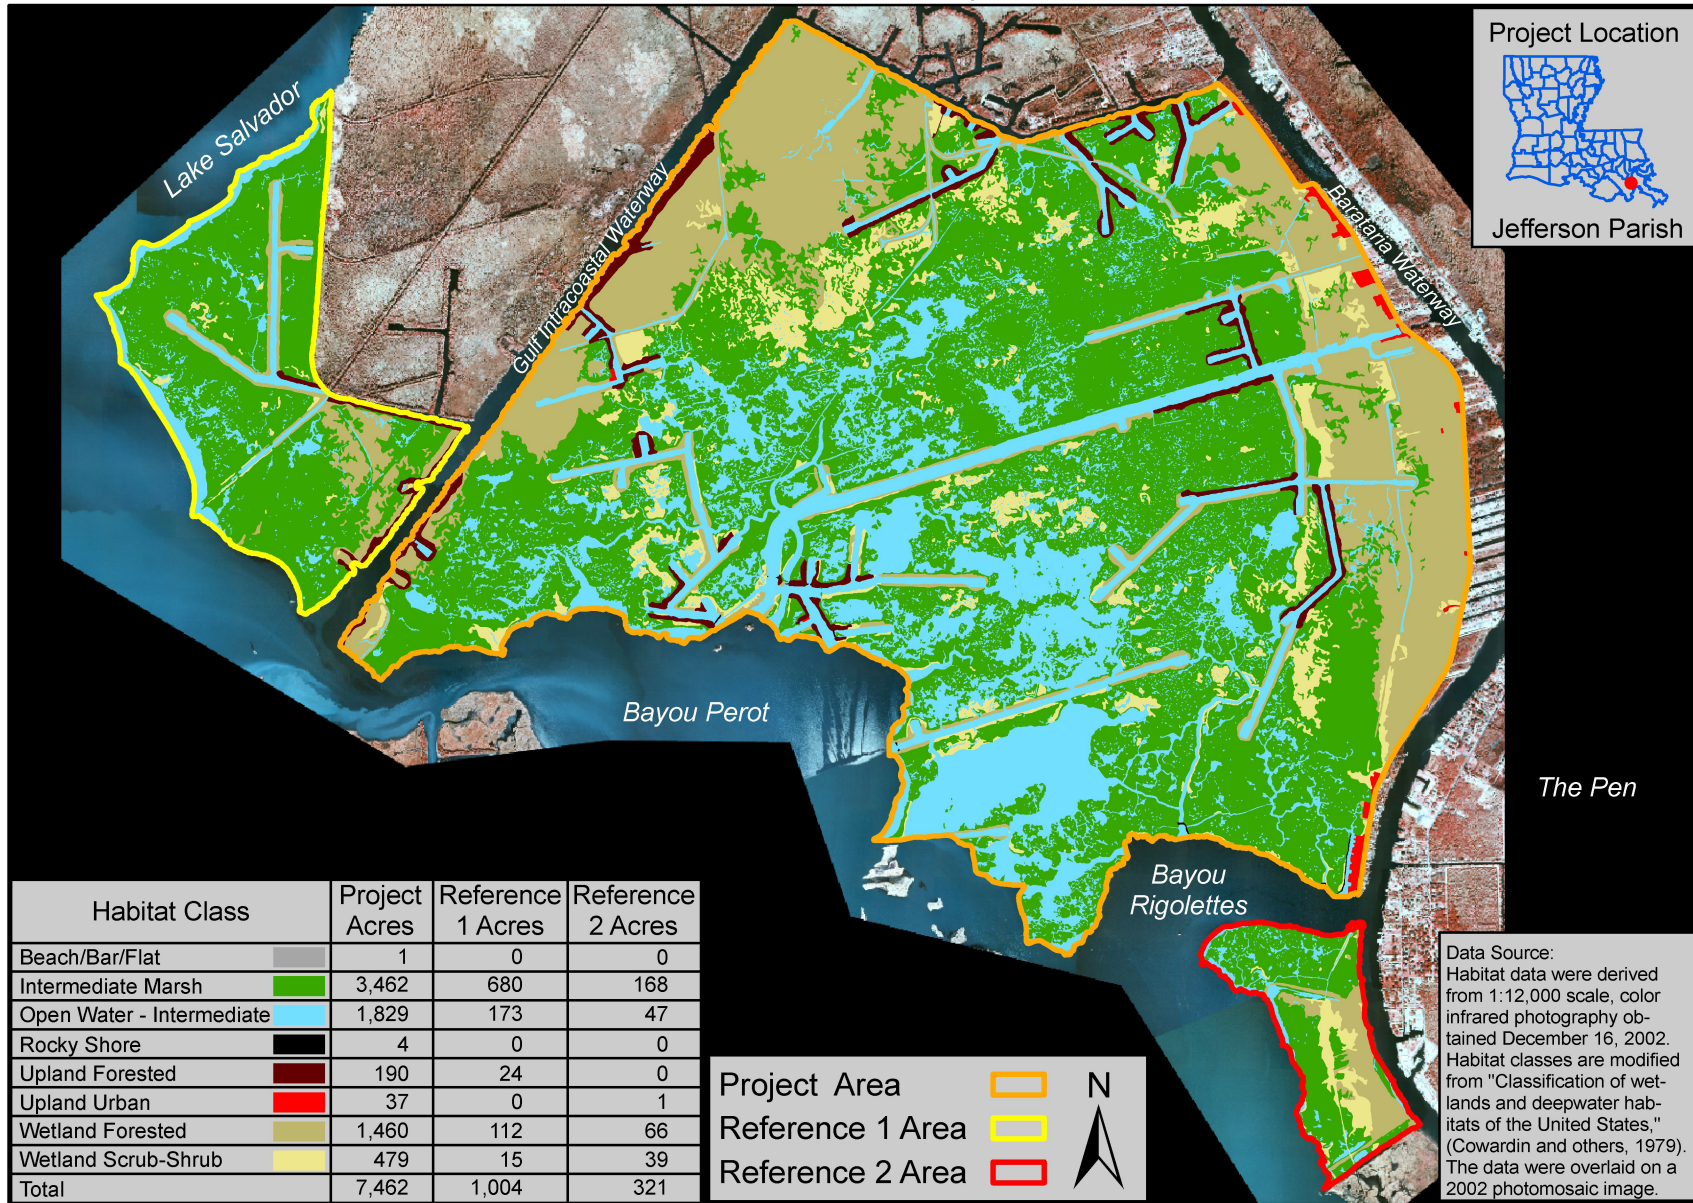 Project Location
Jefferson Parish
Lake Salvador
Gulf Intracoastal Waterway
Barataria Waterway
Bayou Perot
The Pen
Bayou
Rigolettes
Habitat Class Project Acres Reference 1 Acres Reference 2 Acres
Beach/Bar/Flat 1 0 0
Intermediate Marsh 3,462 680 168
Open Water - Intermediate 1,829 173 47
Rocky Shore 4 0 0
Upland Forested 190 24 0
Upland Urban 37 0 1
Wetland Forested 1,460 112 66
Wetland Scrub-Shrub 479 15 39
Total 7,462 1,004 321
Project Area
Reference 1 Area
Reference 2 Area
N
Data Source:
Habitat data were derived
from 1:12,000 scale, color
infrared photography ob-
tained December 16, 2002.
Habitat classes are modified
from "Classification of wet-
lands and deepwater hab-
itats of the United States,"
(Cowardin and others, 1979).
The data were overlaid on a
2002 photomosaic image.